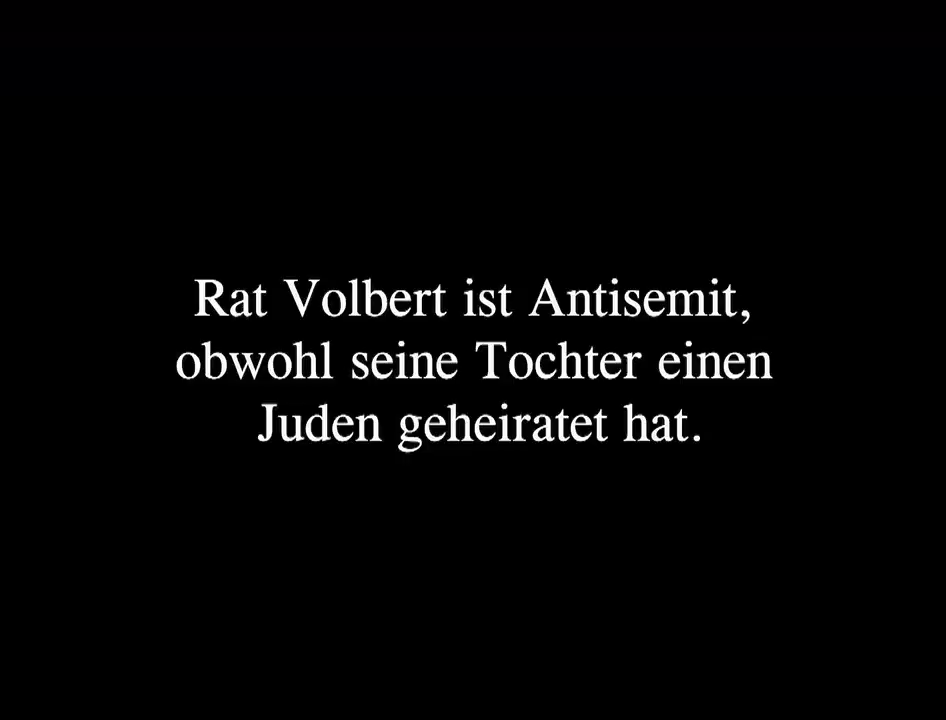 Rat Volbert ist Antisemit,
obwohl seine Tochter einen
Juden geheiratet hat.